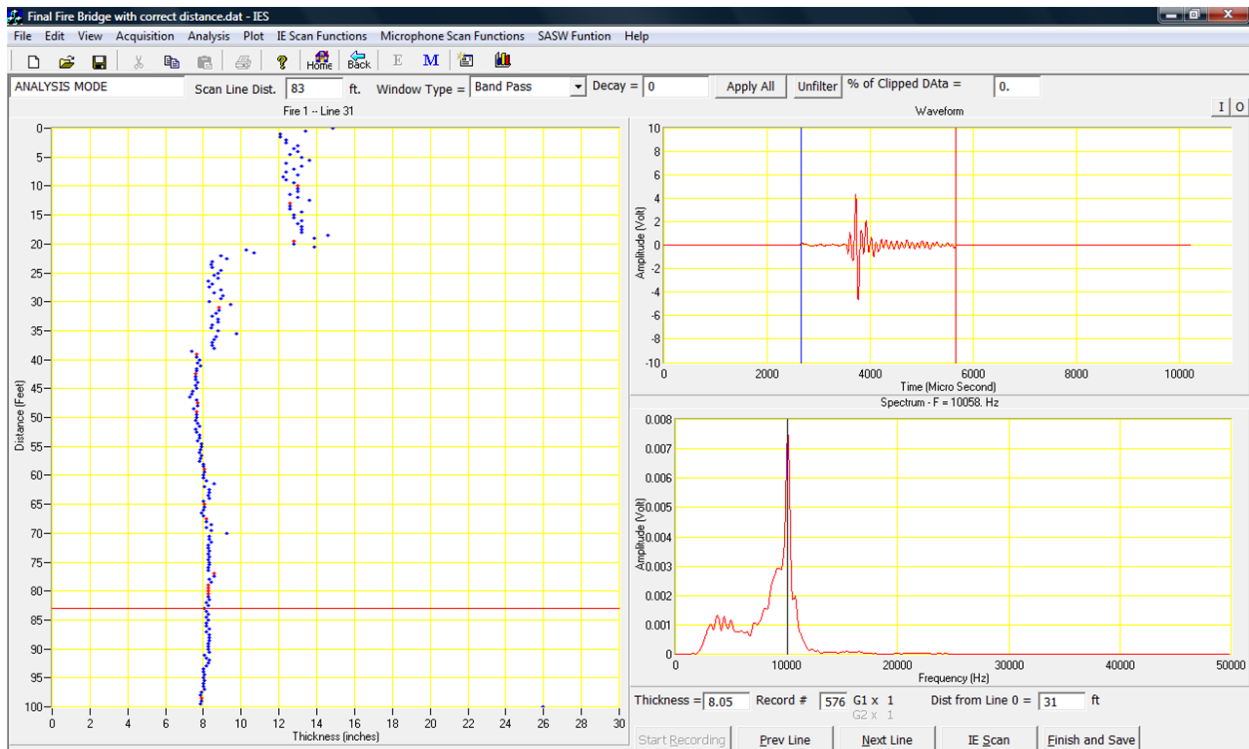 Final Fire Bridge with correct distance.dat - IES
File Edit View Acquisition Analysis Plot IE Scan Functions Microphone Scan Functions SASW Funtion Help
Home Back E M
ANALYSIS MODE Scan Line Dist. 83 ft. Window Type = Band Pass Decay = 0 Apply All Unfilter % of Clipped DAta = 0.
I O
Fire 1 -- Line 31
0
5
10
15
20
25
30
35
40
45
50
55
60
65
70
75
80
85
90
95
100
Distance (Feet)
0 2 4 6 8 10 12 14 16 18 20 22 24 26 28 30
Thickness (inches)
Waveform
10
8
6
4
2
0
-2
-4
-6
-8
-10
Amplitude (Volt)
0 2000 4000 6000 8000 10000
Time (Micro Second)
Spectrum - F = 10058. Hz
0.008
0.007
0.006
0.005
0.004
0.003
0.002
0.001
0
Amplitude (Volt)
0 10000 20000 30000 40000 50000
Frequency (Hz)
Thickness = 8.05 Record # 576 G1 x 1 Dist from Line 0 = 31 ft
G2 x 1
Start Recording Prev Line Next Line IE Scan Finish and Save